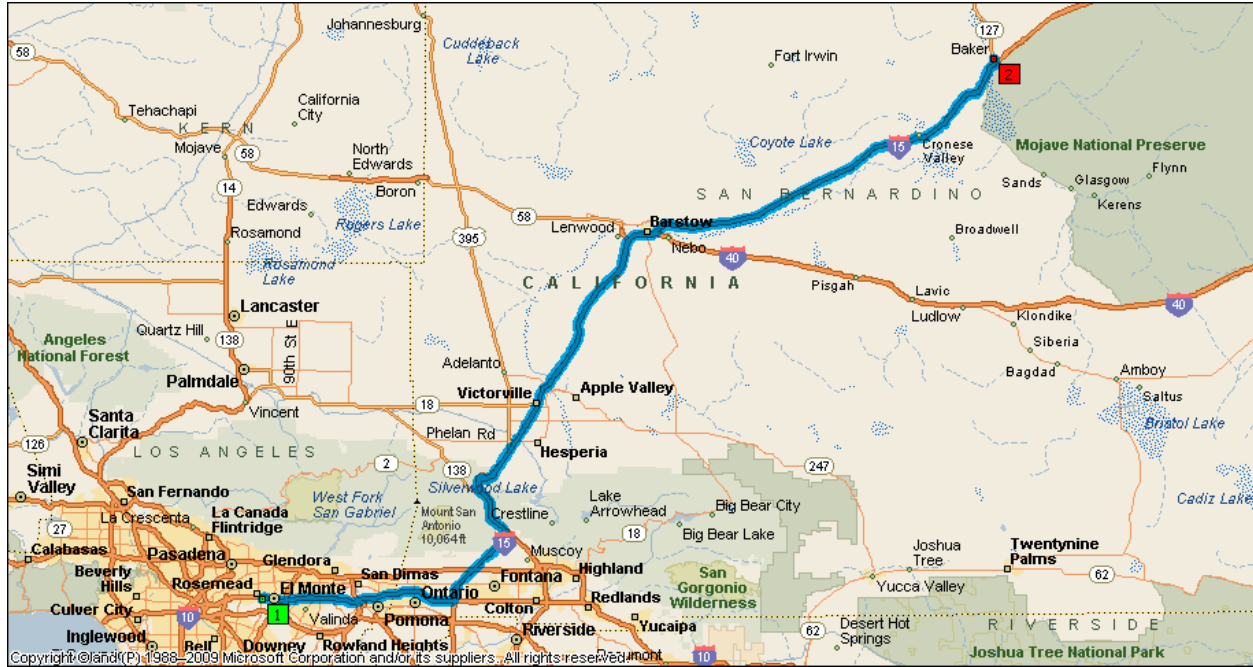 Johannesburg
58
Cuddeback
Lake
127
Baker
2
Fort Irwin
58
Tehachapi
California
City
K E R N
Mojave
58
North
Edwards
Boron
14
Edwards
Rogers Lake
Rosamond
Rosamond
Lake
395
58
Lenwood
Barstow
Nebo
40
Coyote Lake
15
Cronese
Valley
Mojave National Preserve
Sands
Glasgow
Flynn
Kerens
S A N B E R N A R D I N O
Broadwell
C A L I F O R N I A
Pisgah
Lavic
Ludlow
40
Klondike
Siberia
Bagdad
Amboy
Saltus
Bristol Lake
Cadiz Lake
Lancaster
Quartz Hill
138
90th St E
Angeles
National Forest
Palmdale
Vincent
Adelanto
Victorville
Apple Valley
18
Phelan Rd
Hesperia
Santa
Clarita
126
L O S A N G E L E S
2
138
Silverwood Lake
247
Simi
Valley
San Fernando
West Fork
San Gabriel
Mount San
Antonio
10,064ft
Crestline
Lake
Arrowhead
Big Bear City
18
Big Bear Lake
27
La Crescenta
La Canada
Flintridge
Calabasas
Pasadena
Glendora
15
Muscoy
Highland
Joshua
Tree
Twentynine
Palms
62
Yucca Valley
Beverly
Hills
Rosemead
El Monte
San Dimas
Fontana
Ontario
San
Gorgonio
Wilderness
Culver City
10
1
Valinda
Pomona
Colton
Redlands
Yucaipa
62
Desert Hot
Springs
R I V E R S I D E
Inglewood
Bell
Downey
Rowland Heights
Riverside
Beaumont
10
Joshua Tree National Park
Copyright © and (P) 1988–2009 Microsoft Corporation and/or its suppliers. All rights reserved.